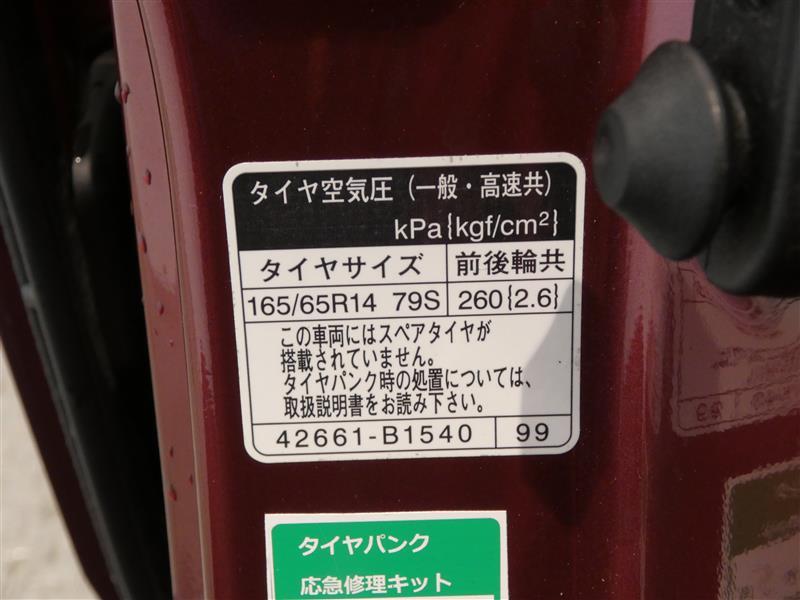 タイヤ空気圧（一般・高速共）
kPa{kgf/cm²}
タイヤサイズ 前後輪共
165/65R14 79S 260{2.6}
この車両にはスペアタイヤが
搭載されていません。
タイヤパンク時の処置については、
取扱説明書をお読み下さい。
42661-B1540 99
タイヤパンク
応急修理キット